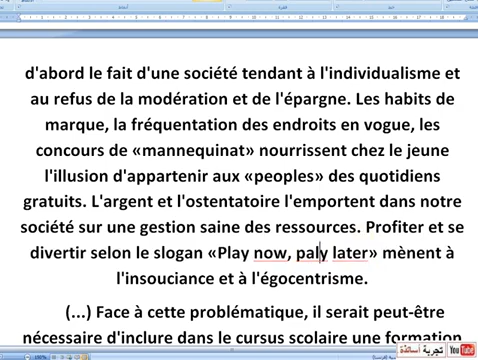 d'abord le fait d'une société tendant à l'individualisme et
au refus de la modération et de l'épargne. Les habits de
marque, la fréquentation des endroits en vogue, les
concours de «mannequinat» nourrissent chez le jeune
l'illusion d'appartenir aux «peoples» des quotidiens
gratuits. L'argent et l'ostentatoire l'emportent dans notre
société sur une gestion saine des ressources. Profiter et se
divertir selon le slogan «Play now, paly later» mènent à
l'insouciance et à l'égocentrisme.
(...) Face à cette problématique, il serait peut-être
nécessaire d'inclure dans le cursus scolaire une formation
تجربة أساتذة YouTube